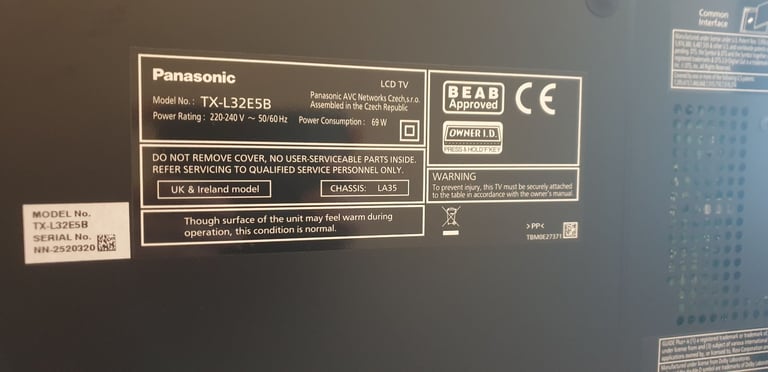 Common
Interface
Panasonic
LCD TV
Model No.: TX-L32E5B
Panasonic AVC Networks Czech,s.r.o.
Assembled in the Czech Republic
Power Rating: 220-240 V ~ 50/60 Hz Power Consumption: 69 W
DO NOT REMOVE COVER, NO USER-SERVICEABLE PARTS INSIDE.
REFER SERVICING TO QUALIFIED SERVICE PERSONNEL ONLY.
UK & Ireland model
CHASSIS: LA35
Though surface of the unit may feel warm during
operation, this condition is normal.
BEAB
Approved
CE
OWNER I.D.
PRESS & HOLD 'F' KEY
WARNING
To prevent injury, this TV must be securely attached
to the table in accordance with the owner's manual.
>PP<
TBM0E27371
MODEL No.
TX-L32E5B
SERIAL No.
NN-2520320